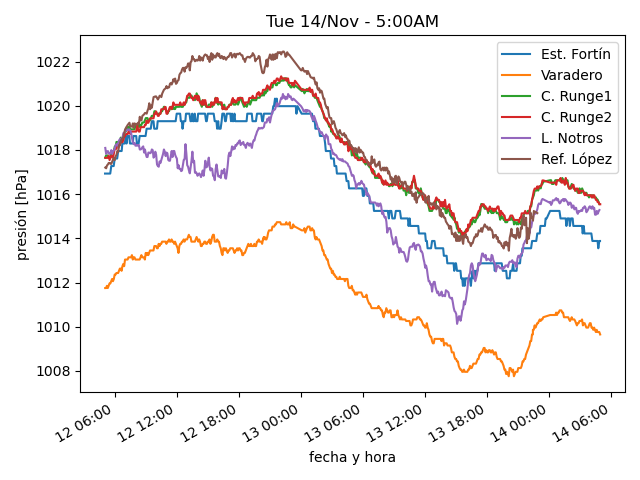 Tue 14/Nov - 5:00AM
presión [hPa]
1022
1020
1018
1016
1014
1012
1010
1008
Est. Fortín
Varadero
C. Runge1
C. Runge2
L. Notros
Ref. López
12 06:00
12 12:00
12 18:00
13 00:00
13 06:00
13 12:00
13 18:00
14 00:00
14 06:00
fecha y hora